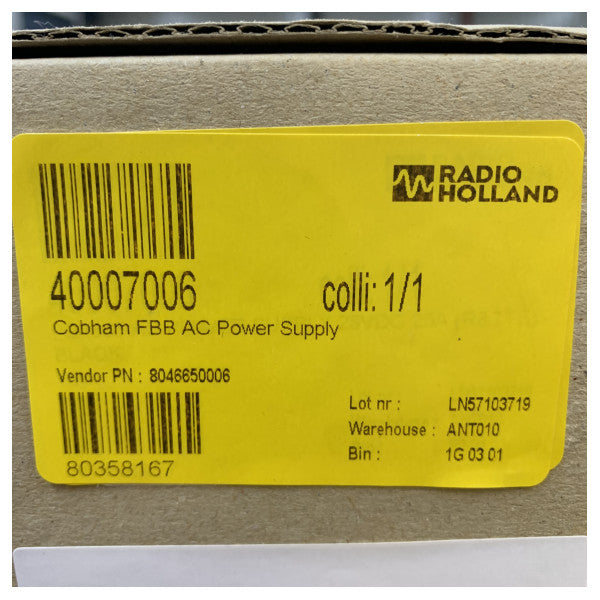 RADIO
HOLLAND
40007006 colli: 1/1
Cobham FBB AC Power Supply
Vendor PN : 8046650006
Lot nr : LN57103719
Warehouse : ANT010
Bin : 1G 03 01
80358167